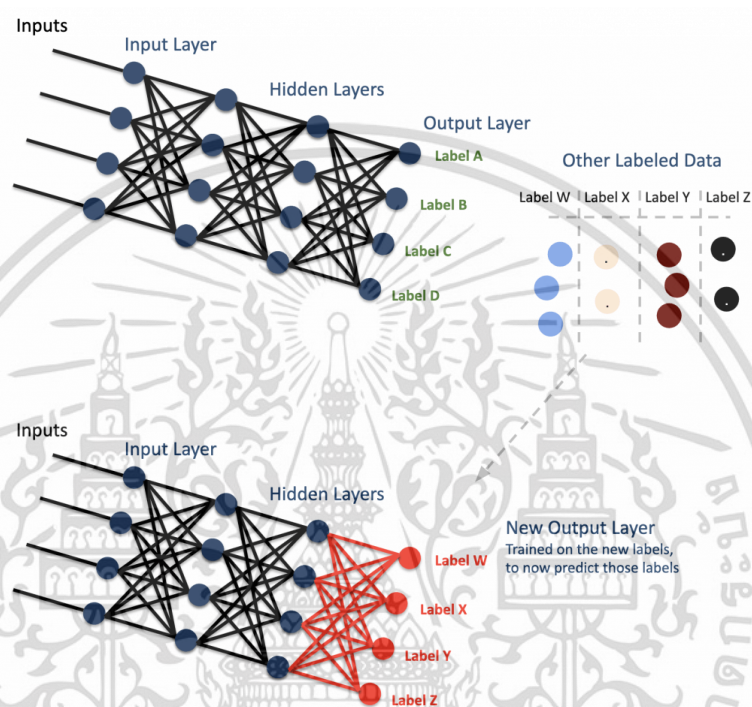 Inputs
Input Layer
Hidden Layers
Output Layer
Label A
Label B
Label C
Label D
Other Labeled Data
Label W Label X Label Y Label Z
Inputs
Input Layer
Hidden Layers
New Output Layer
Trained on the new labels,
to now predict those labels
Label W
Label X
Label Y
Label Z